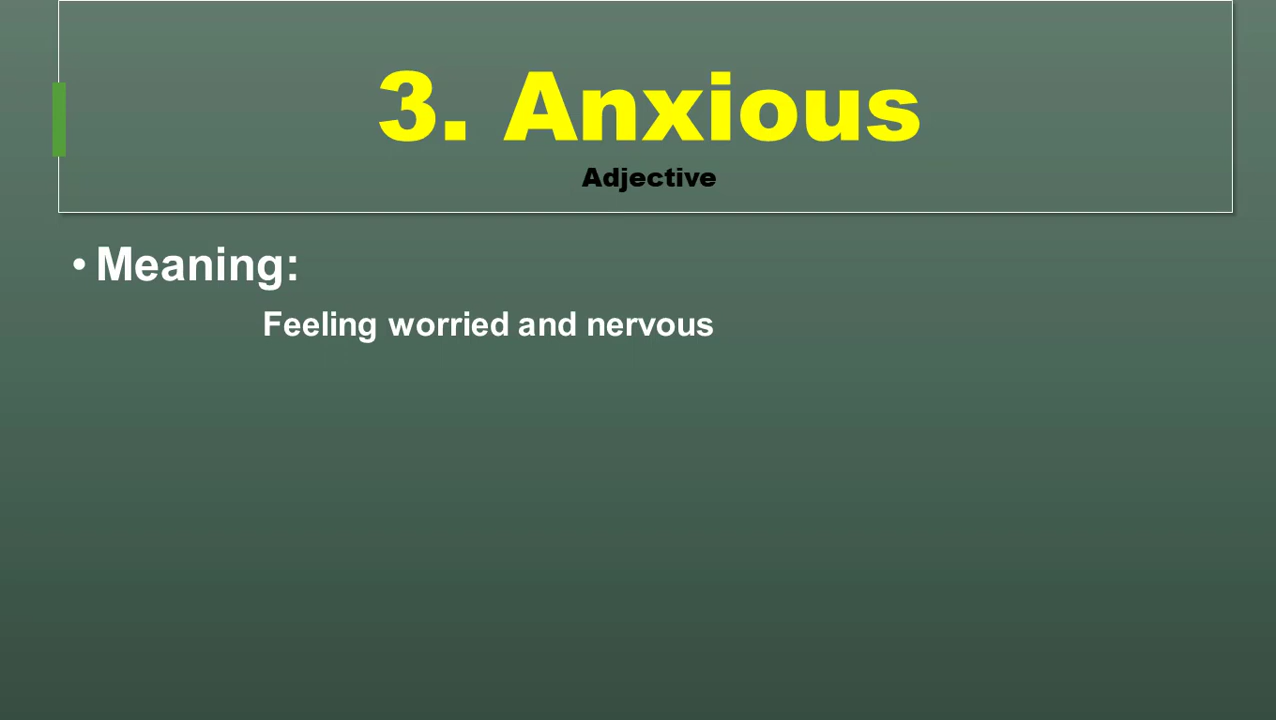 3. Anxious
Adjective
• Meaning:
Feeling worried and nervous